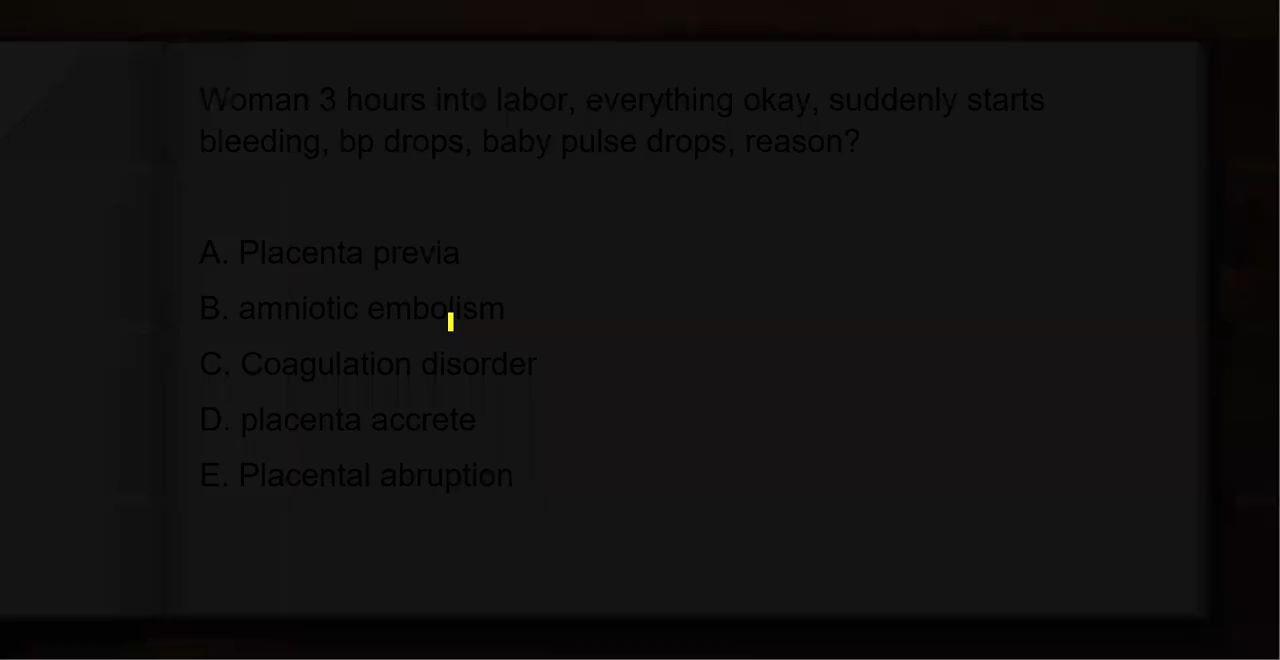 Woman 3 hours into labor, everything okay, suddenly starts
bleeding, bp drops, baby pulse drops, reason?
A. Placenta previa
B. amniotic embolism
C. Coagulation disorder
D. placenta accrete
E. Placental abruption